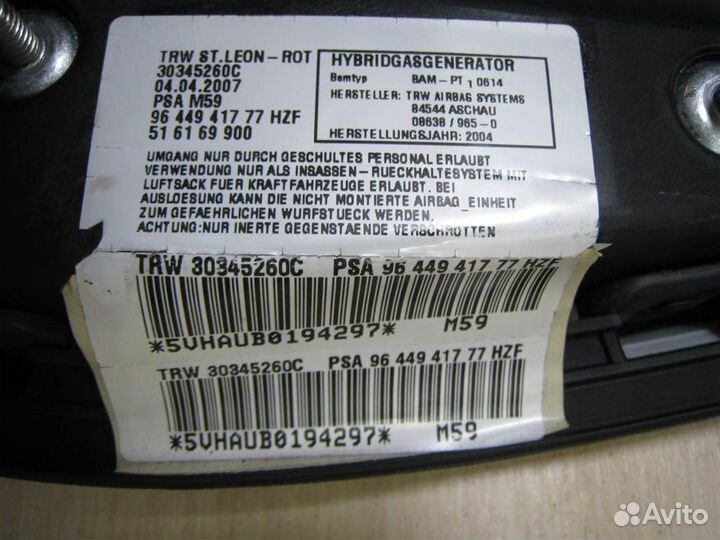 TRW ST.LEON-ROT
30345260C
04.04.2007
PSA M59
96 449 417 77 HZF
51 61 69 900
HYBRIDGASGENERATOR
Bamtyp BAM-PT1 0614
HERSTELLER: TRW AIRBAG SYSTEMS
84544 ASCHAU
08638 / 965-0
HERSTELLUNGSJAHR: 2004
UMGANG NUR DURCH GESCHULTES PERSONAL ERLAUBT
VERWENDUNG NUR ALS INSASSEN-RUECKHALTESYSTEM MIT
LUFTSACK FUER KRAFTFAHRZEUGE ERLAUBT. BEI
AUSLOESUNG KANN DIE NICHT MONTIERTE AIRBAG_EINHEIT
ZUM GEFAEHRLICHEN WURFSTUECK WERDEN.
ACHTUNG:NUR INERTE GEGENSTAENDE VERSCHROTTEN
TRW 30345260C PSA 96 449 417 77 HZF
*5VHAUB0194297* M59
TRW 30345260C PSA 96 449 417 77 HZF
*5VHAUB0194297* M59
Avito